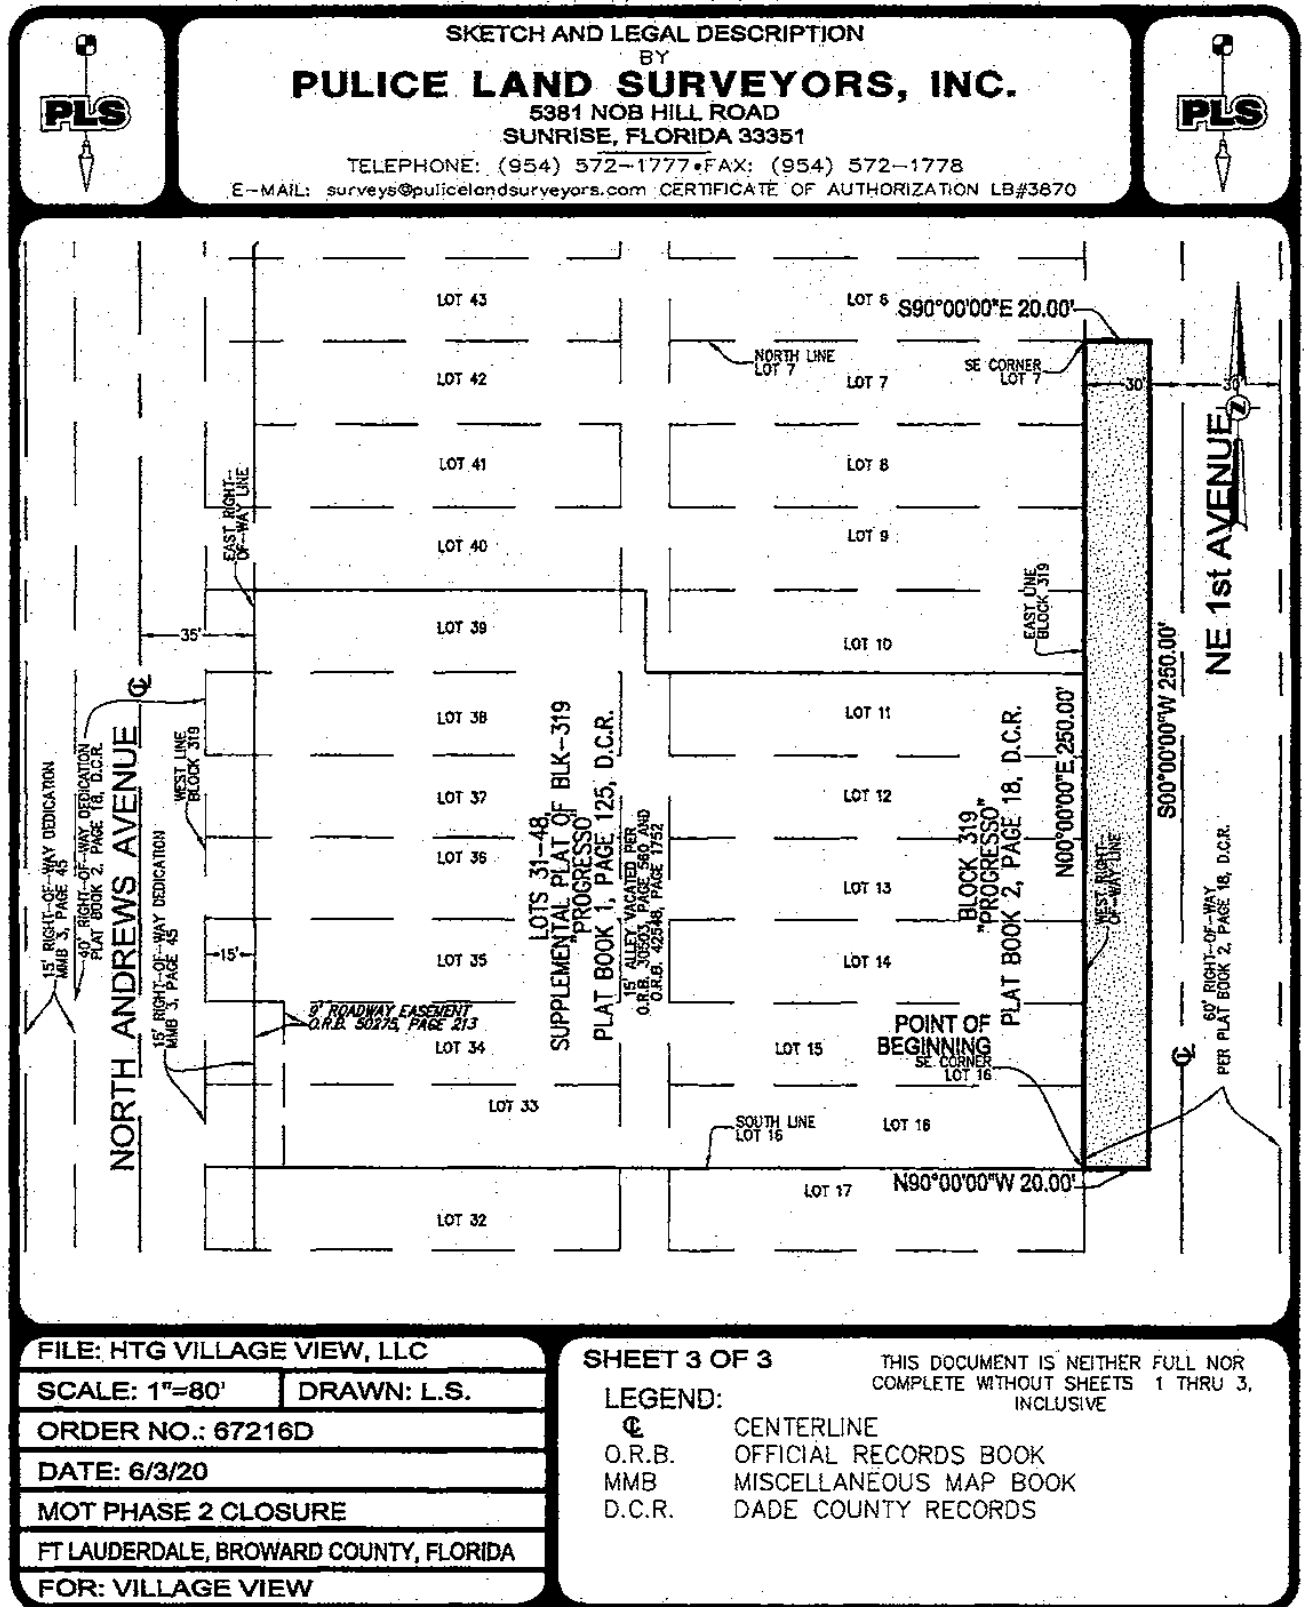 SKETCH AND LEGAL DESCRIPTION
BY
PULICE LAND SURVEYORS, INC.
5381 NOB HILL ROAD
SUNRISE, FLORIDA 33351
TELEPHONE: (954) 572-1777•FAX: (954) 572-1778
E-MAIL: surveys@pulicelandsurveyors.com CERTIFICATE OF AUTHORIZATION LB#3870
PLS
PLS
LOT 43
LOT 6
S90°00'00"E 20.00'
NORTH LINE
LOT 7
SE CORNER
LOT 7
LOT 42
LOT 7
30'
30'
LOT 41
LOT 8
EAST RIGHT-
OF-WAY LINE
LOT 40
LOT 9
NE 1st AVENUE
LOT 39
LOT 10
EAST LINE
BLOCK 319
35'
LOT 38
LOT 11
LOT 37
LOT 12
LOT 36
LOT 13
LOT 35
LOT 14
15'
N00°00'00"E 250.00'
S00°00'00"W 250.00'
15' RIGHT-OF-WAY DEDICATION
MMB 3, PAGE 45
40' RIGHT-OF-WAY DEDICATION
PLAT BOOK 2, PAGE 18, D.C.R.
NORTH ANDREWS AVENUE
WEST LINE
BLOCK 319
15' RIGHT-OF-WAY DEDICATION
MMB 3, PAGE 45
LOTS 31-48,
SUPPLEMENTAL PLAT OF BLK-319
"PROGRESSO"
PLAT BOOK 1, PAGE 125, D.C.R.
15' ALLEY VACATED PER
O.R.B. 30503, PAGE 560 AND
O.R.B. 42548, PAGE 1752
BLOCK 319
"PROGRESSO"
PLAT BOOK 2, PAGE 18, D.C.R.
WEST RIGHT-
OF-WAY LINE
60' RIGHT-OF-WAY
PER PLAT BOOK 2, PAGE 18, D.C.R.
9' ROADWAY EASEMENT
O.R.B. 50275, PAGE 213
POINT OF
BEGINNING
SE CORNER
LOT 16
LOT 34
LOT 15
LOT 33
SOUTH LINE
LOT 16
LOT 16
LOT 32
LOT 17
N90°00'00"W 20.00'
FILE: HTG VILLAGE VIEW, LLC
SCALE: 1"=80' DRAWN: L.S.
ORDER NO.: 67216D
DATE: 6/3/20
MOT PHASE 2 CLOSURE
FT LAUDERDALE, BROWARD COUNTY, FLORIDA
FOR: VILLAGE VIEW
SHEET 3 OF 3
THIS DOCUMENT IS NEITHER FULL NOR
COMPLETE WITHOUT SHEETS 1 THRU 3,
INCLUSIVE
LEGEND:
℄ CENTERLINE
O.R.B. OFFICIAL RECORDS BOOK
MMB MISCELLANEOUS MAP BOOK
D.C.R. DADE COUNTY RECORDS